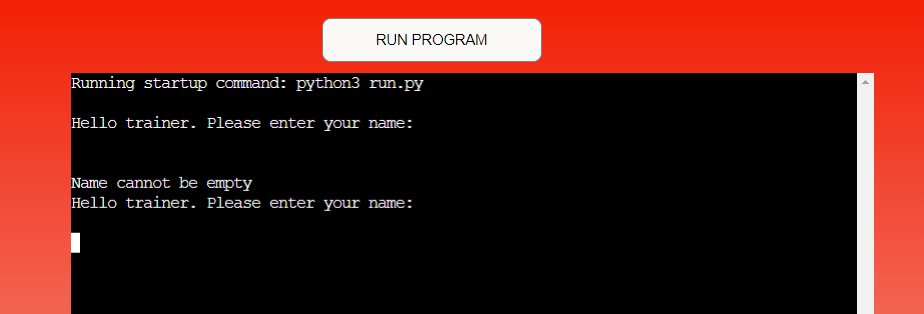 RUN PROGRAM
Running startup command: python3 run.py
Hello trainer. Please enter your name:
Name cannot be empty
Hello trainer. Please enter your name: